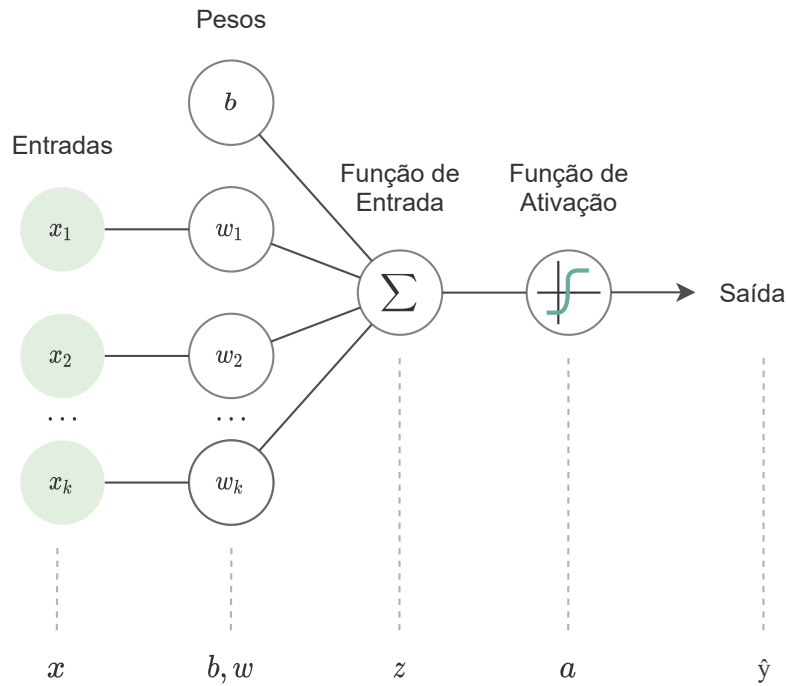 Pesos
b
Entradas
Função de
Entrada
Função de
Ativação
x₁
w₁
∑
Saída
x₂
w₂
...
...
xₖ
wₖ
x
b, w
z
a
ŷ